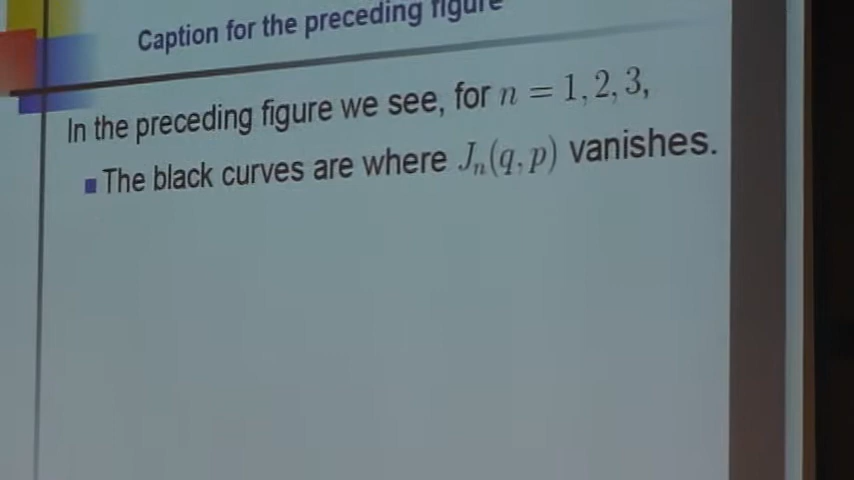 Caption for the preceding figure
In the preceding figure we see, for n = 1, 2, 3,
The black curves are where Jₙ(q, p) vanishes.